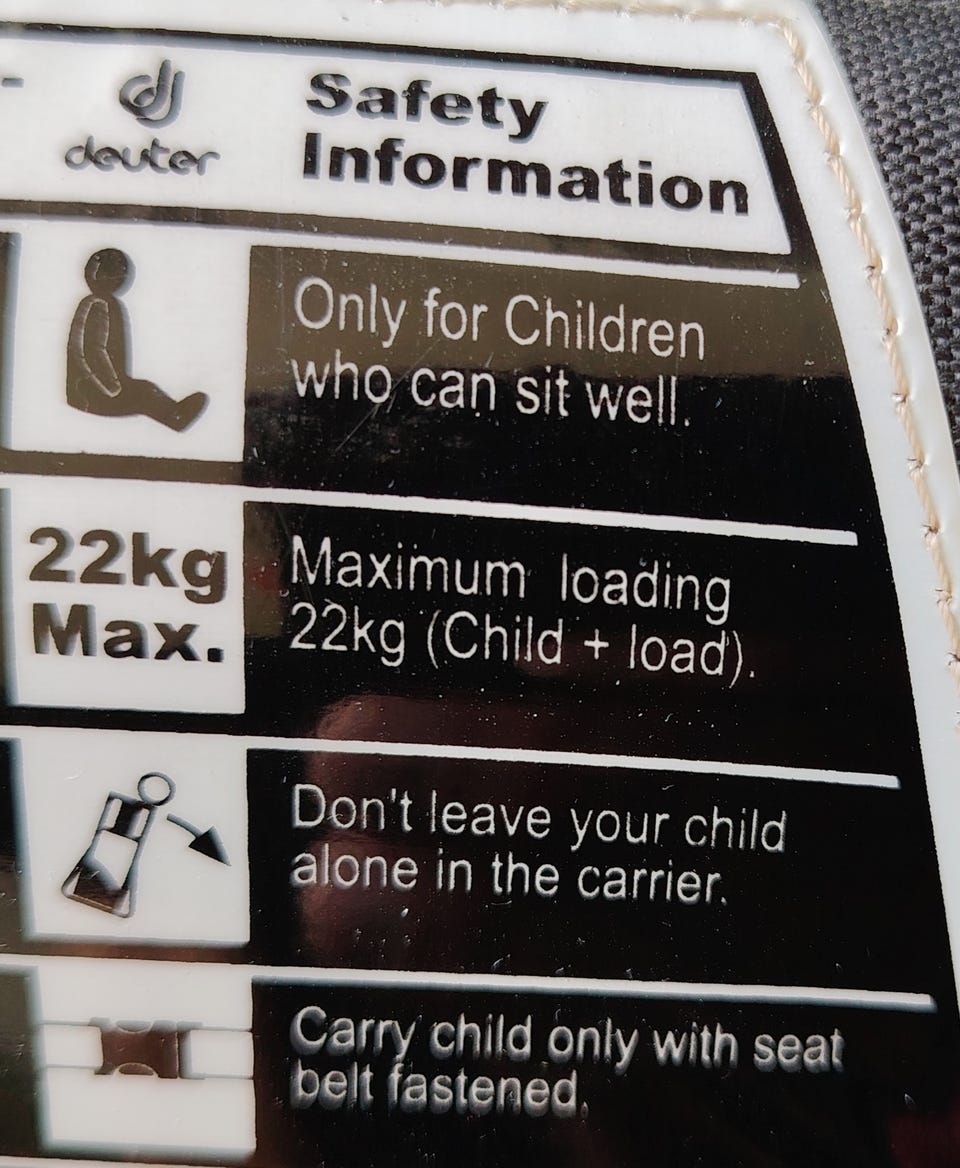 deuter
Safety
Information
Only for Children
who can sit well.
22kg
Max.
Maximum loading
22kg (Child + load).
Don't leave your child
alone in the carrier.
Carry child only with seat
belt fastened.